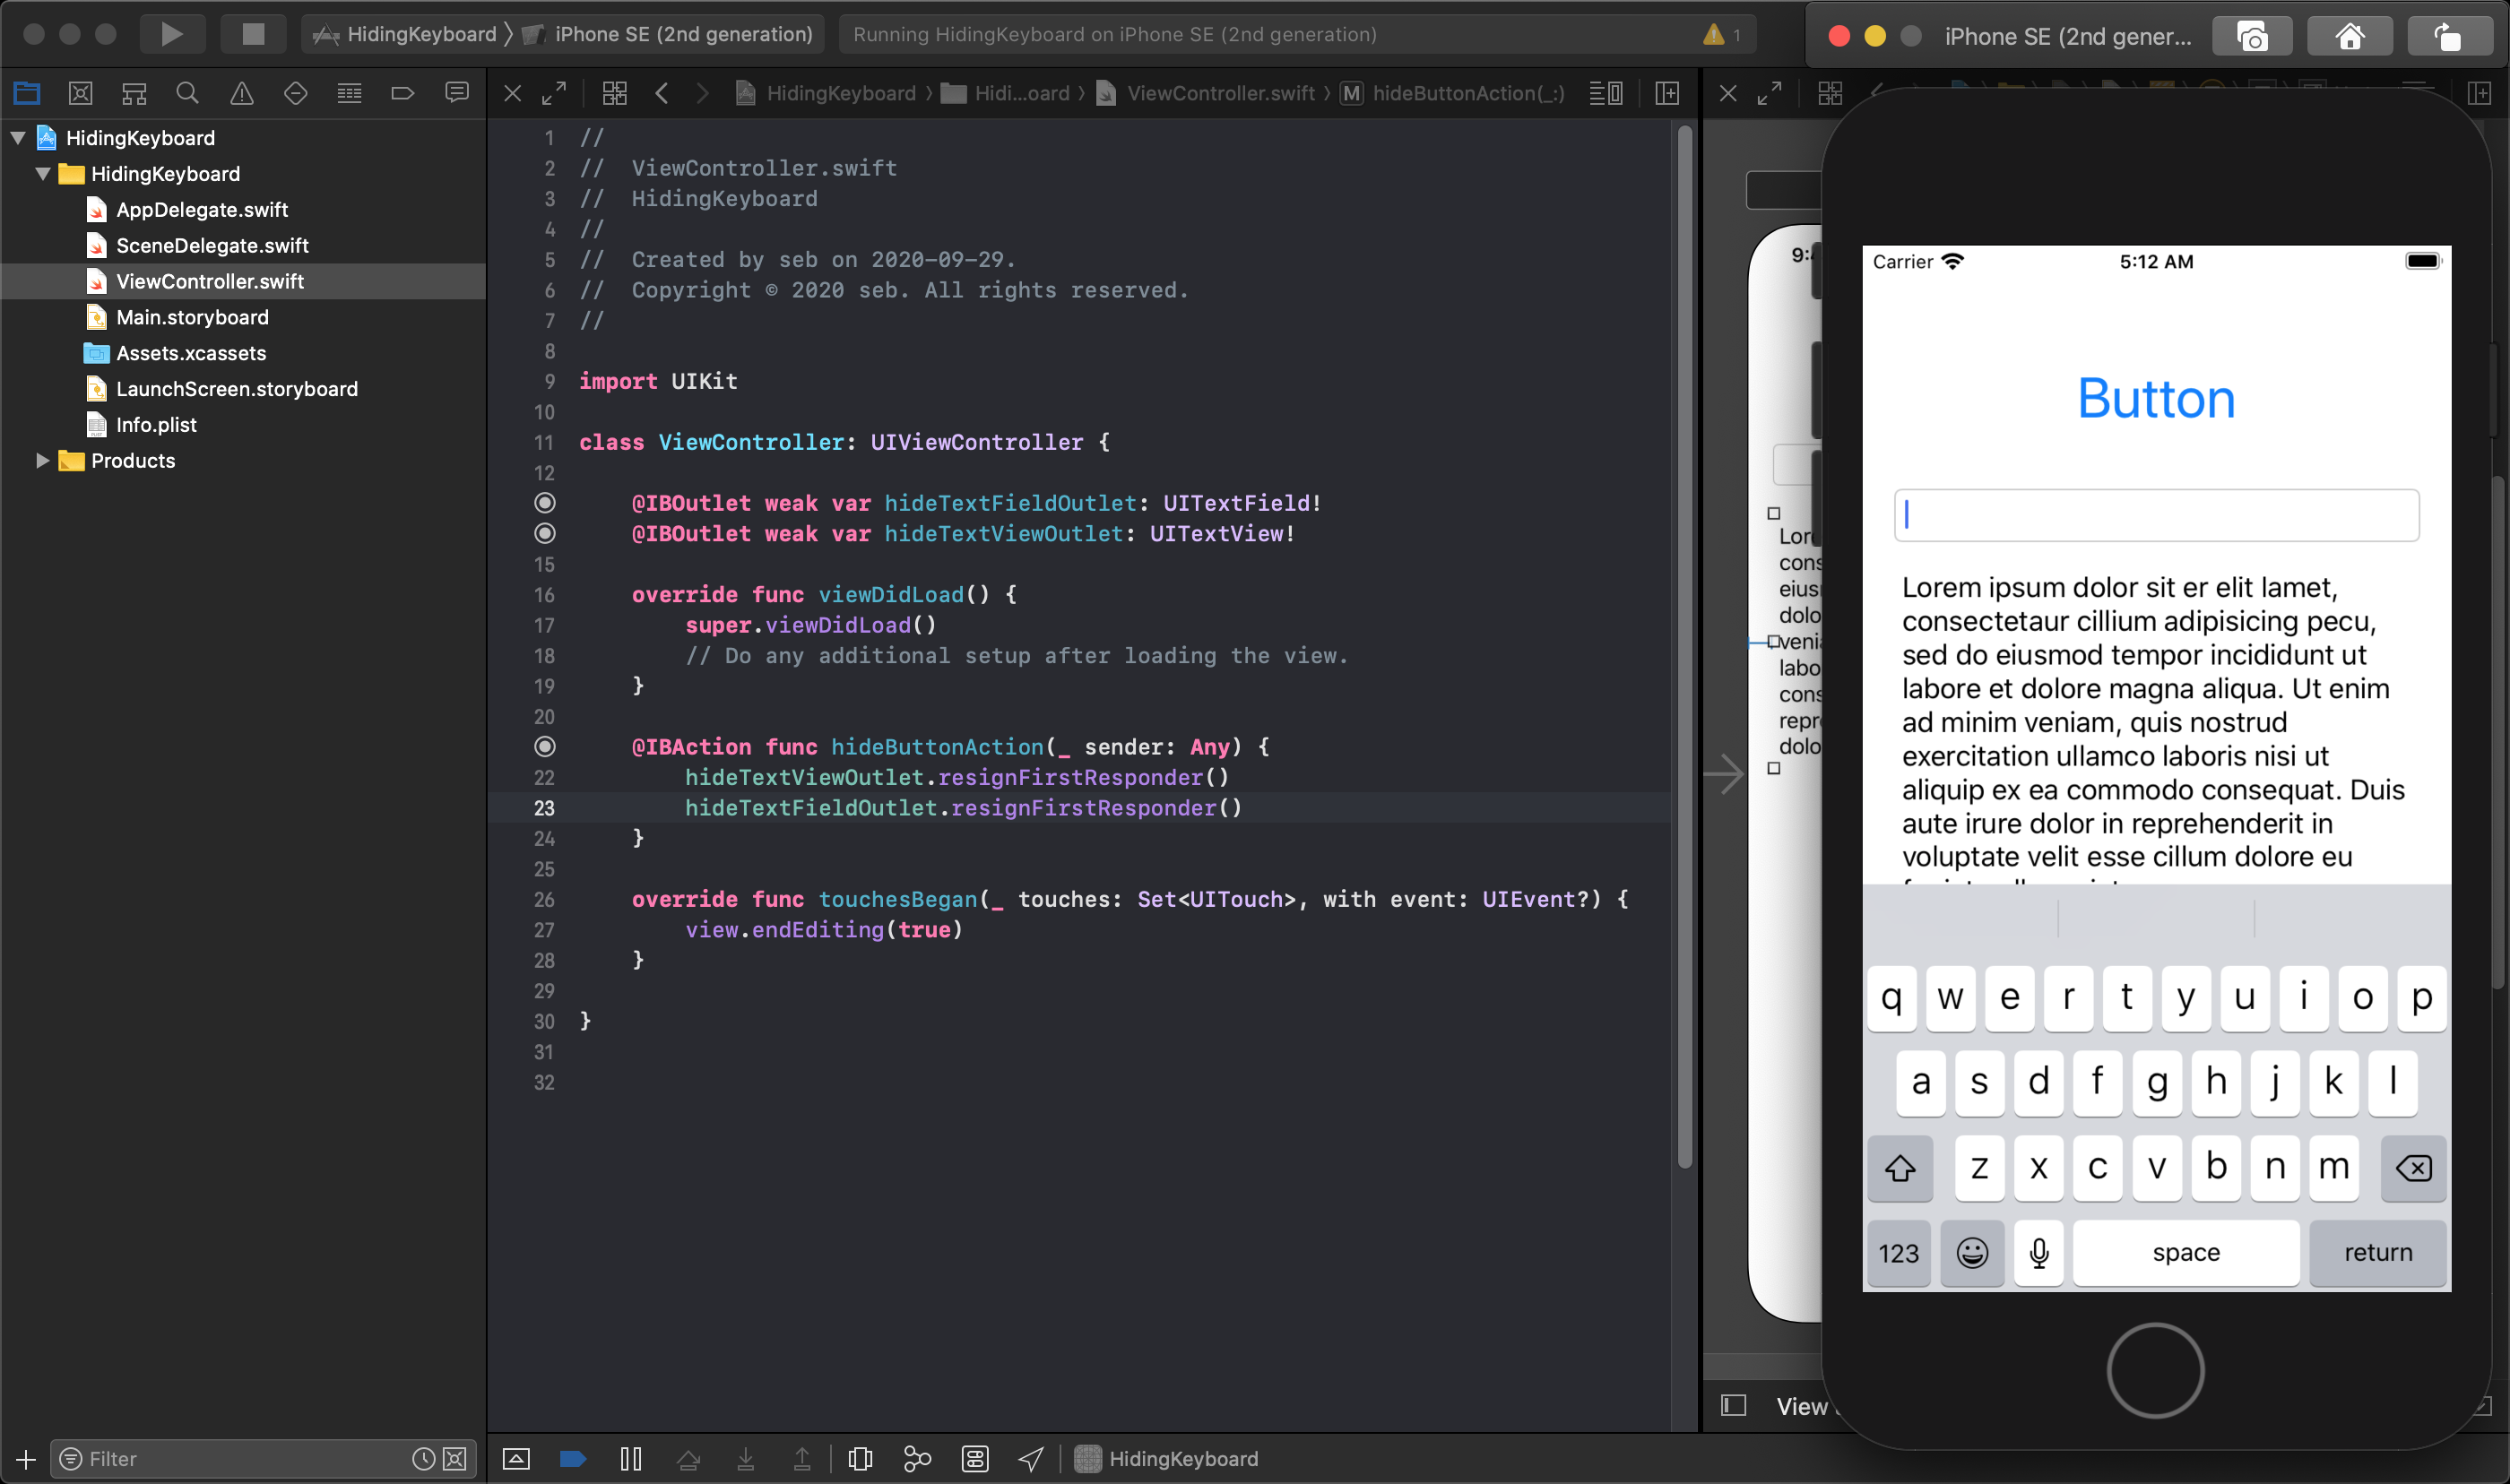 HidingKeyboard 〉 iPhone SE (2nd generation)
Running HidingKeyboard on iPhone SE (2nd generation)
1
iPhone SE (2nd gener...
HidingKeyboard 〉 Hidi...oard 〉 ViewController.swift 〉 M hideButtonAction(_:)
HidingKeyboard
HidingKeyboard
AppDelegate.swift
SceneDelegate.swift
ViewController.swift
Main.storyboard
Assets.xcassets
LaunchScreen.storyboard
Info.plist
Products
Filter
1 //
2 //  ViewController.swift
3 //  HidingKeyboard
4 //
5 //  Created by seb on 2020-09-29.
6 //  Copyright © 2020 seb. All rights reserved.
7 //
8
9 import UIKit
10
11 class ViewController: UIViewController {
12
@IBOutlet weak var hideTextFieldOutlet: UITextField!
@IBOutlet weak var hideTextViewOutlet: UITextView!
15
16 override func viewDidLoad() {
17 super.viewDidLoad()
18 // Do any additional setup after loading the view.
19 }
20
@IBAction func hideButtonAction(_ sender: Any) {
22 hideTextViewOutlet.resignFirstResponder()
23 hideTextFieldOutlet.resignFirstResponder()
24 }
25
26 override func touchesBegan(_ touches: Set<UITouch>, with event: UIEvent?) {
27 view.endEditing(true)
28 }
29
30 }
31
32
HidingKeyboard
9:4
Lor
cons
eius
dolo
venia
labo
cons
repr
dolo
View
Carrier 5:12 AM
Button
Lorem ipsum dolor sit er elit lamet,
consectetaur cillium adipisicing pecu,
sed do eiusmod tempor incididunt ut
labore et dolore magna aliqua. Ut enim
ad minim veniam, quis nostrud
exercitation ullamco laboris nisi ut
aliquip ex ea commodo consequat. Duis
aute irure dolor in reprehenderit in
voluptate velit esse cillum dolore eu
q w e r t y u i o p
a s d f g h j k l
z x c v b n m
123 space return